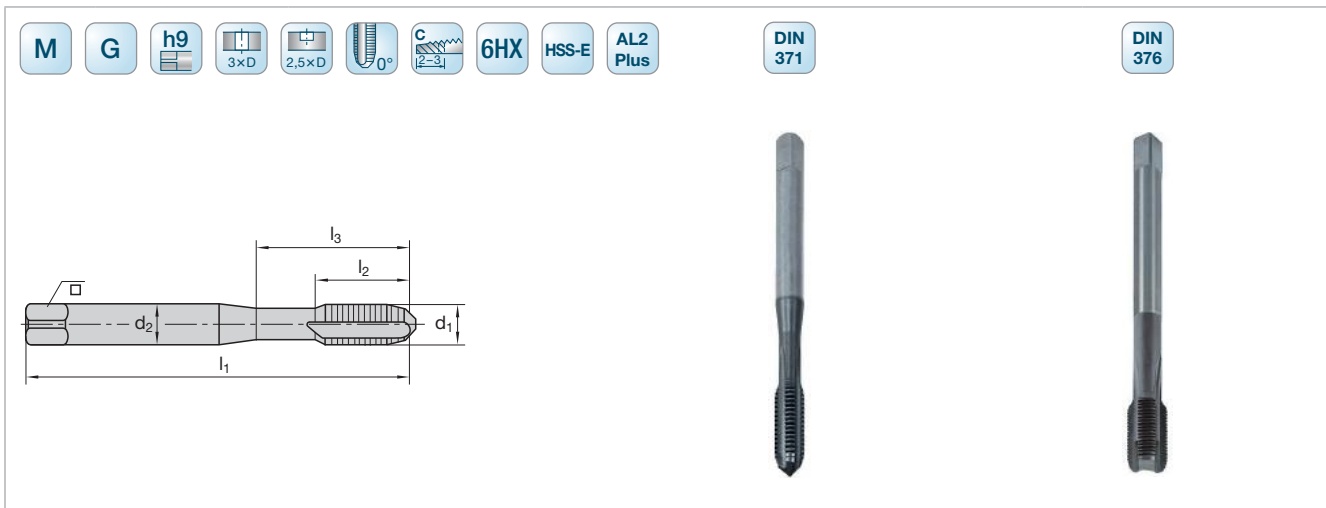 M
G
h9
3×D
2,5×D
0°
C
2–3
6HX
HSS-E
AL2
Plus
DIN
371
DIN
376
l3
l2
d2
d1
l1